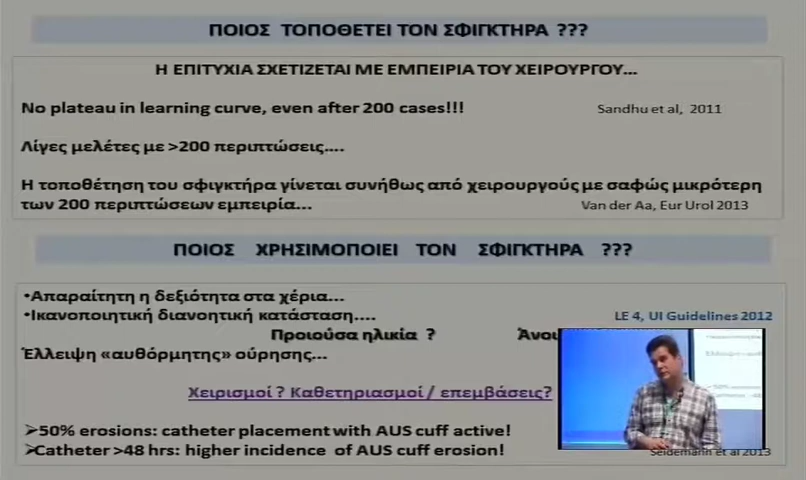 ΠΟΙΟΣ ΤΟΠΟΘΕΤΕΙ ΤΟΝ ΣΦΙΓΚΤΗΡΑ ???
Η ΕΠΙΤΥΧΙΑ ΣΧΕΤΙΖΕΤΑΙ ΜΕ ΕΜΠΕΙΡΙΑ ΤΟΥ ΧΕΙΡΟΥΡΓΟΥ...
No plateau in learning curve, even after 200 cases!!! Sandhu et al, 2011
Λίγες μελέτες με >200 περιπτώσεις....
Η τοποθέτηση του σφιγκτήρα γίνεται συνήθως από χειρουργούς με σαφώς μικρότερη
των 200 περιπτώσεων εμπειρία... Van der Aa, Eur Urol 2013
ΠΟΙΟΣ ΧΡΗΣΙΜΟΠΟΙΕΙ ΤΟΝ ΣΦΙΓΚΤΗΡΑ ???
•Απαραίτητη η δεξιότητα στα χέρια...
•Ικανοποιητική διανοητική κατάσταση.... LE 4, UI Guidelines 2012
Προιούσα ηλικία ?
Έλλειψη «αυθόρμητης» ούρησης...
Χειρισμοί ? Καθετηριασμοί / επεμβάσεις?
➢50% erosions: catheter placement with AUS cuff active!
➢Catheter >48 hrs: higher incidence of AUS cuff erosion! Seidemann et al 2013